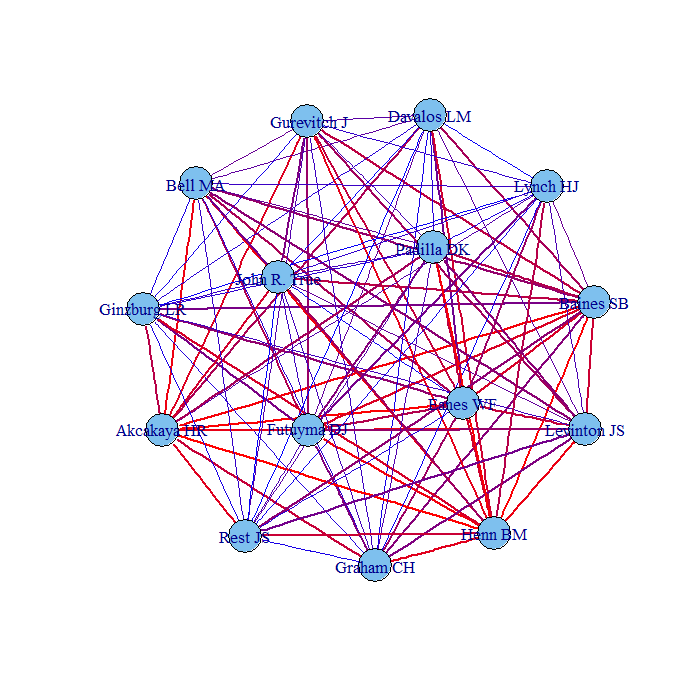 Davalos LM
Gurevitch J
Bell MA
Lynch HJ
Padilla DK
John R. True
Baines SB
Ginzburg LR
Eanes WF
Akcakaya HR
Futuyma DJ
Levinton JS
Henn BM
Rest JS
Graham CH